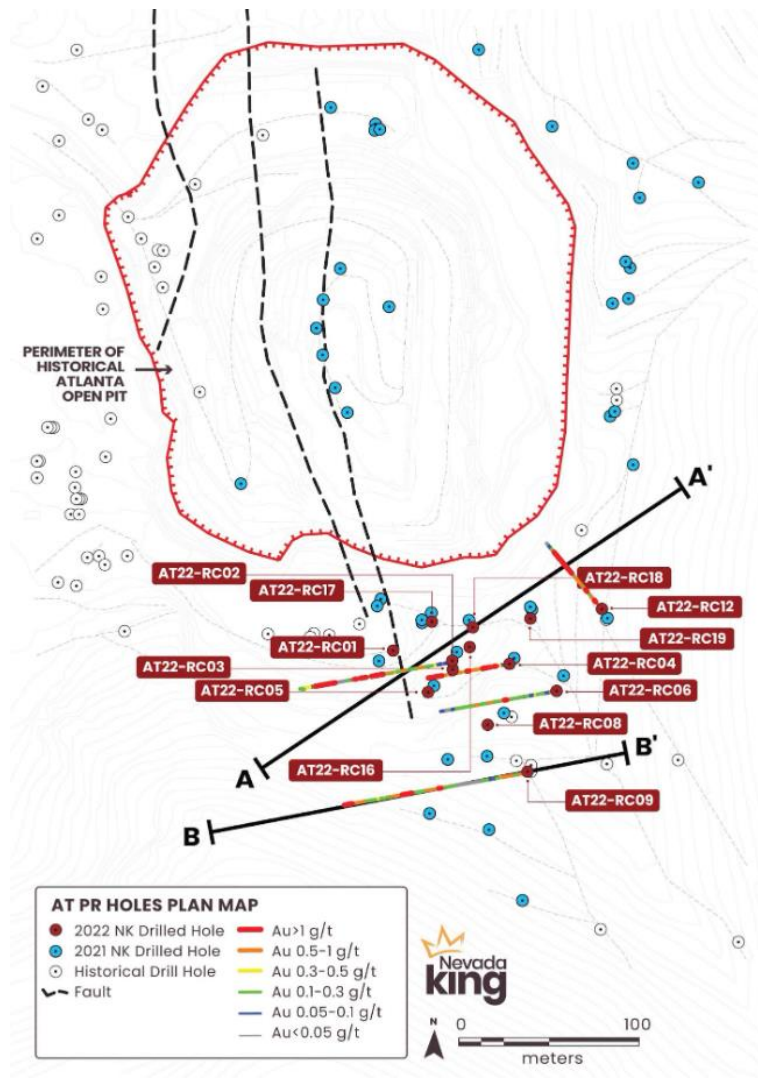 PERIMETER OF
HISTORICAL
ATLANTA
OPEN PIT
A'
AT22-RC02
AT22-RC17
AT22-RC18
AT22-RC12
AT22-RC01
AT22-RC19
AT22-RC03
AT22-RC04
AT22-RC05
AT22-RC06
AT22-RC08
B'
A
AT22-RC16
AT22-RC09
B
AT PR HOLES PLAN MAP
2022 NK Drilled Hole
2021 NK Drilled Hole
Historical Drill Hole
Fault
Au>1 g/t
Au 0.5-1 g/t
Au 0.3-0.5 g/t
Au 0.1-0.3 g/t
Au 0.05-0.1 g/t
Au<0.05 g/t
Nevada
king
N
0 100
meters